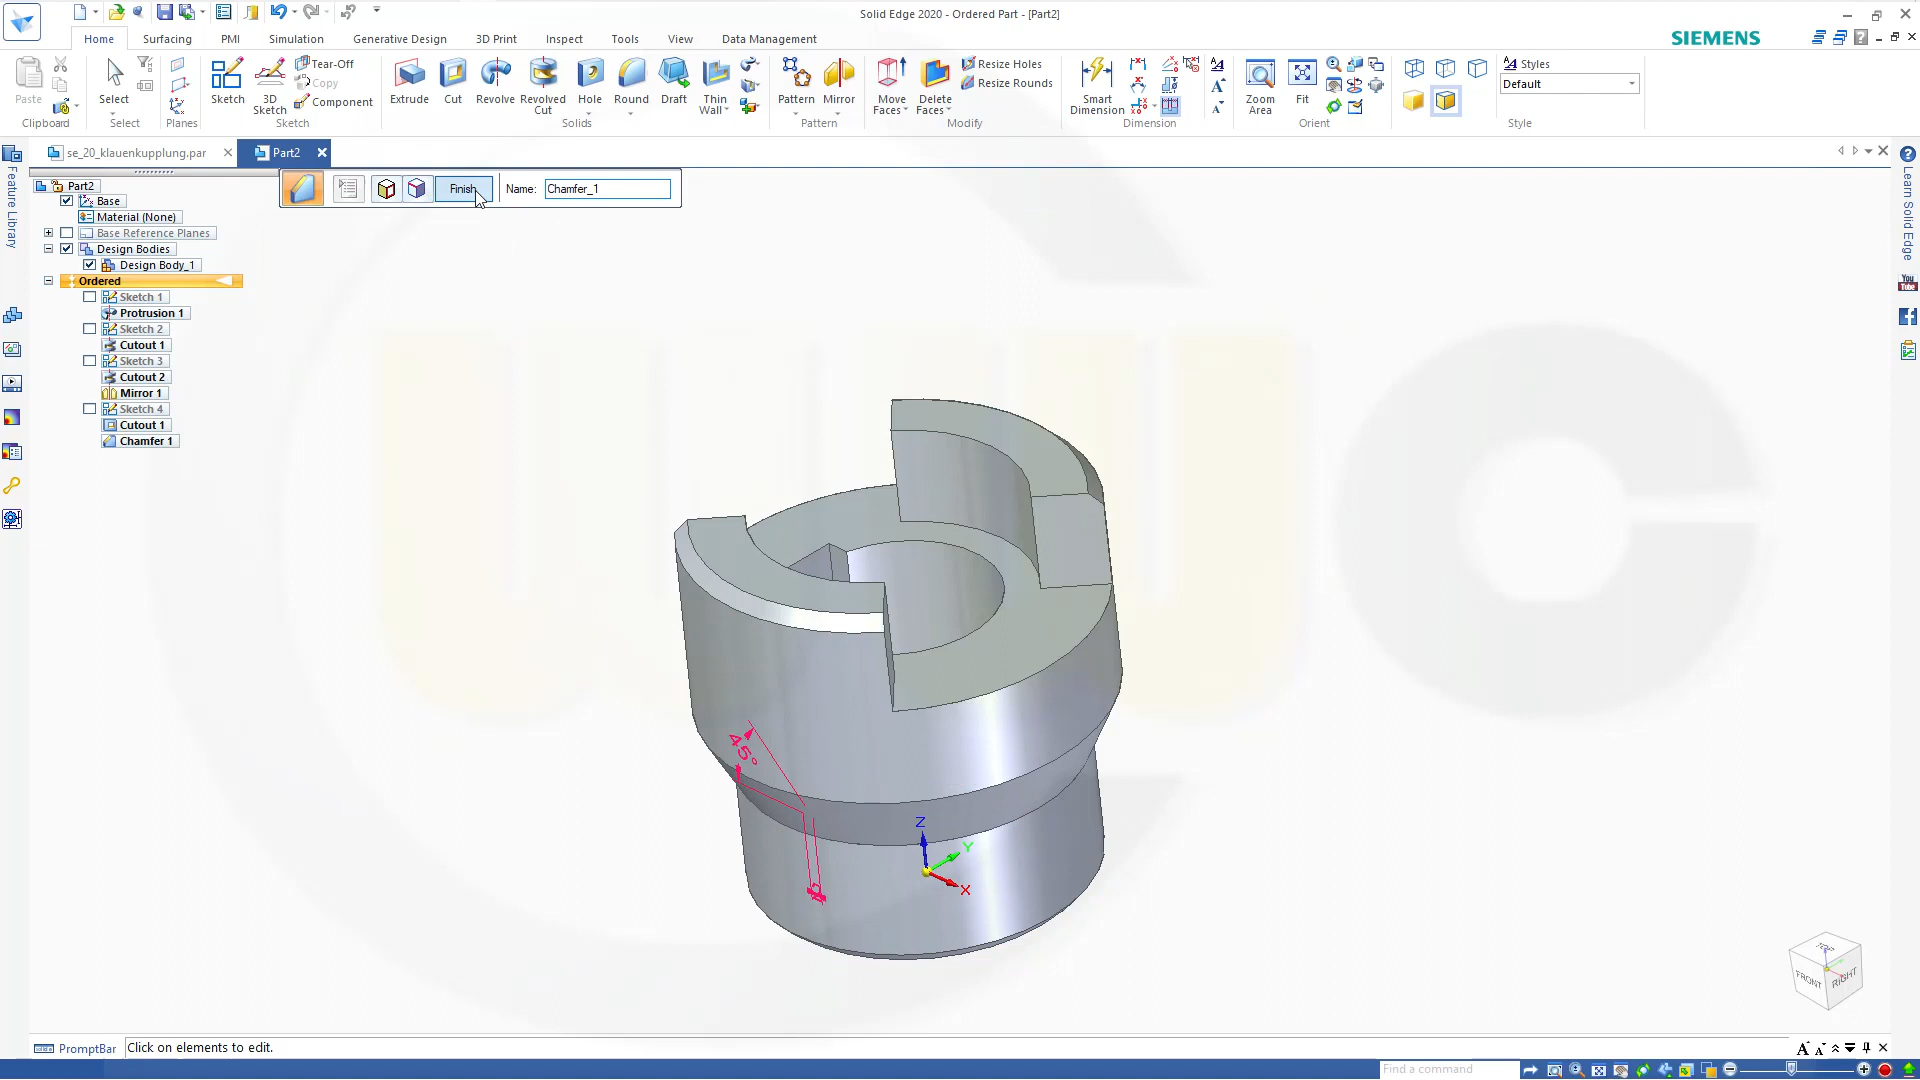 Solid Edge 2020 - Ordered Part - [Part2]
Home
Surfacing
PMI
Simulation
Generative Design
3D Print
Inspect
Tools
View
Data Management
SIEMENS
Paste
Clipboard
Select
Select
Planes
Sketch
3D
Sketch
Tear-Off
Copy
Component
Sketch
Extrude
Cut
Revolve
Revolved
Cut
Hole
Round
Draft
Thin
Wall
Solids
Pattern
Mirror
Pattern
Move
Faces
Delete
Faces
Resize Holes
Resize Rounds
Modify
Smart
Dimension
Dimension
Zoom
Area
Fit
Orient
Styles
Default
Style
se_20_klauenkupplung.par
Part2
Feature Library
Learn Solid Edge
Finish
Name:
Chamfer_1
Part2
Base
Material (None)
Base Reference Planes
Design Bodies
Design Body_1
Ordered
Sketch 1
Protrusion 1
Sketch 2
Cutout 1
Sketch 3
Cutout 2
Mirror 1
Sketch 4
Cutout 1
Chamfer 1
45°
Z
Y
X
TOP
FRONT
RIGHT
PromptBar
Click on elements to edit.
Find a command